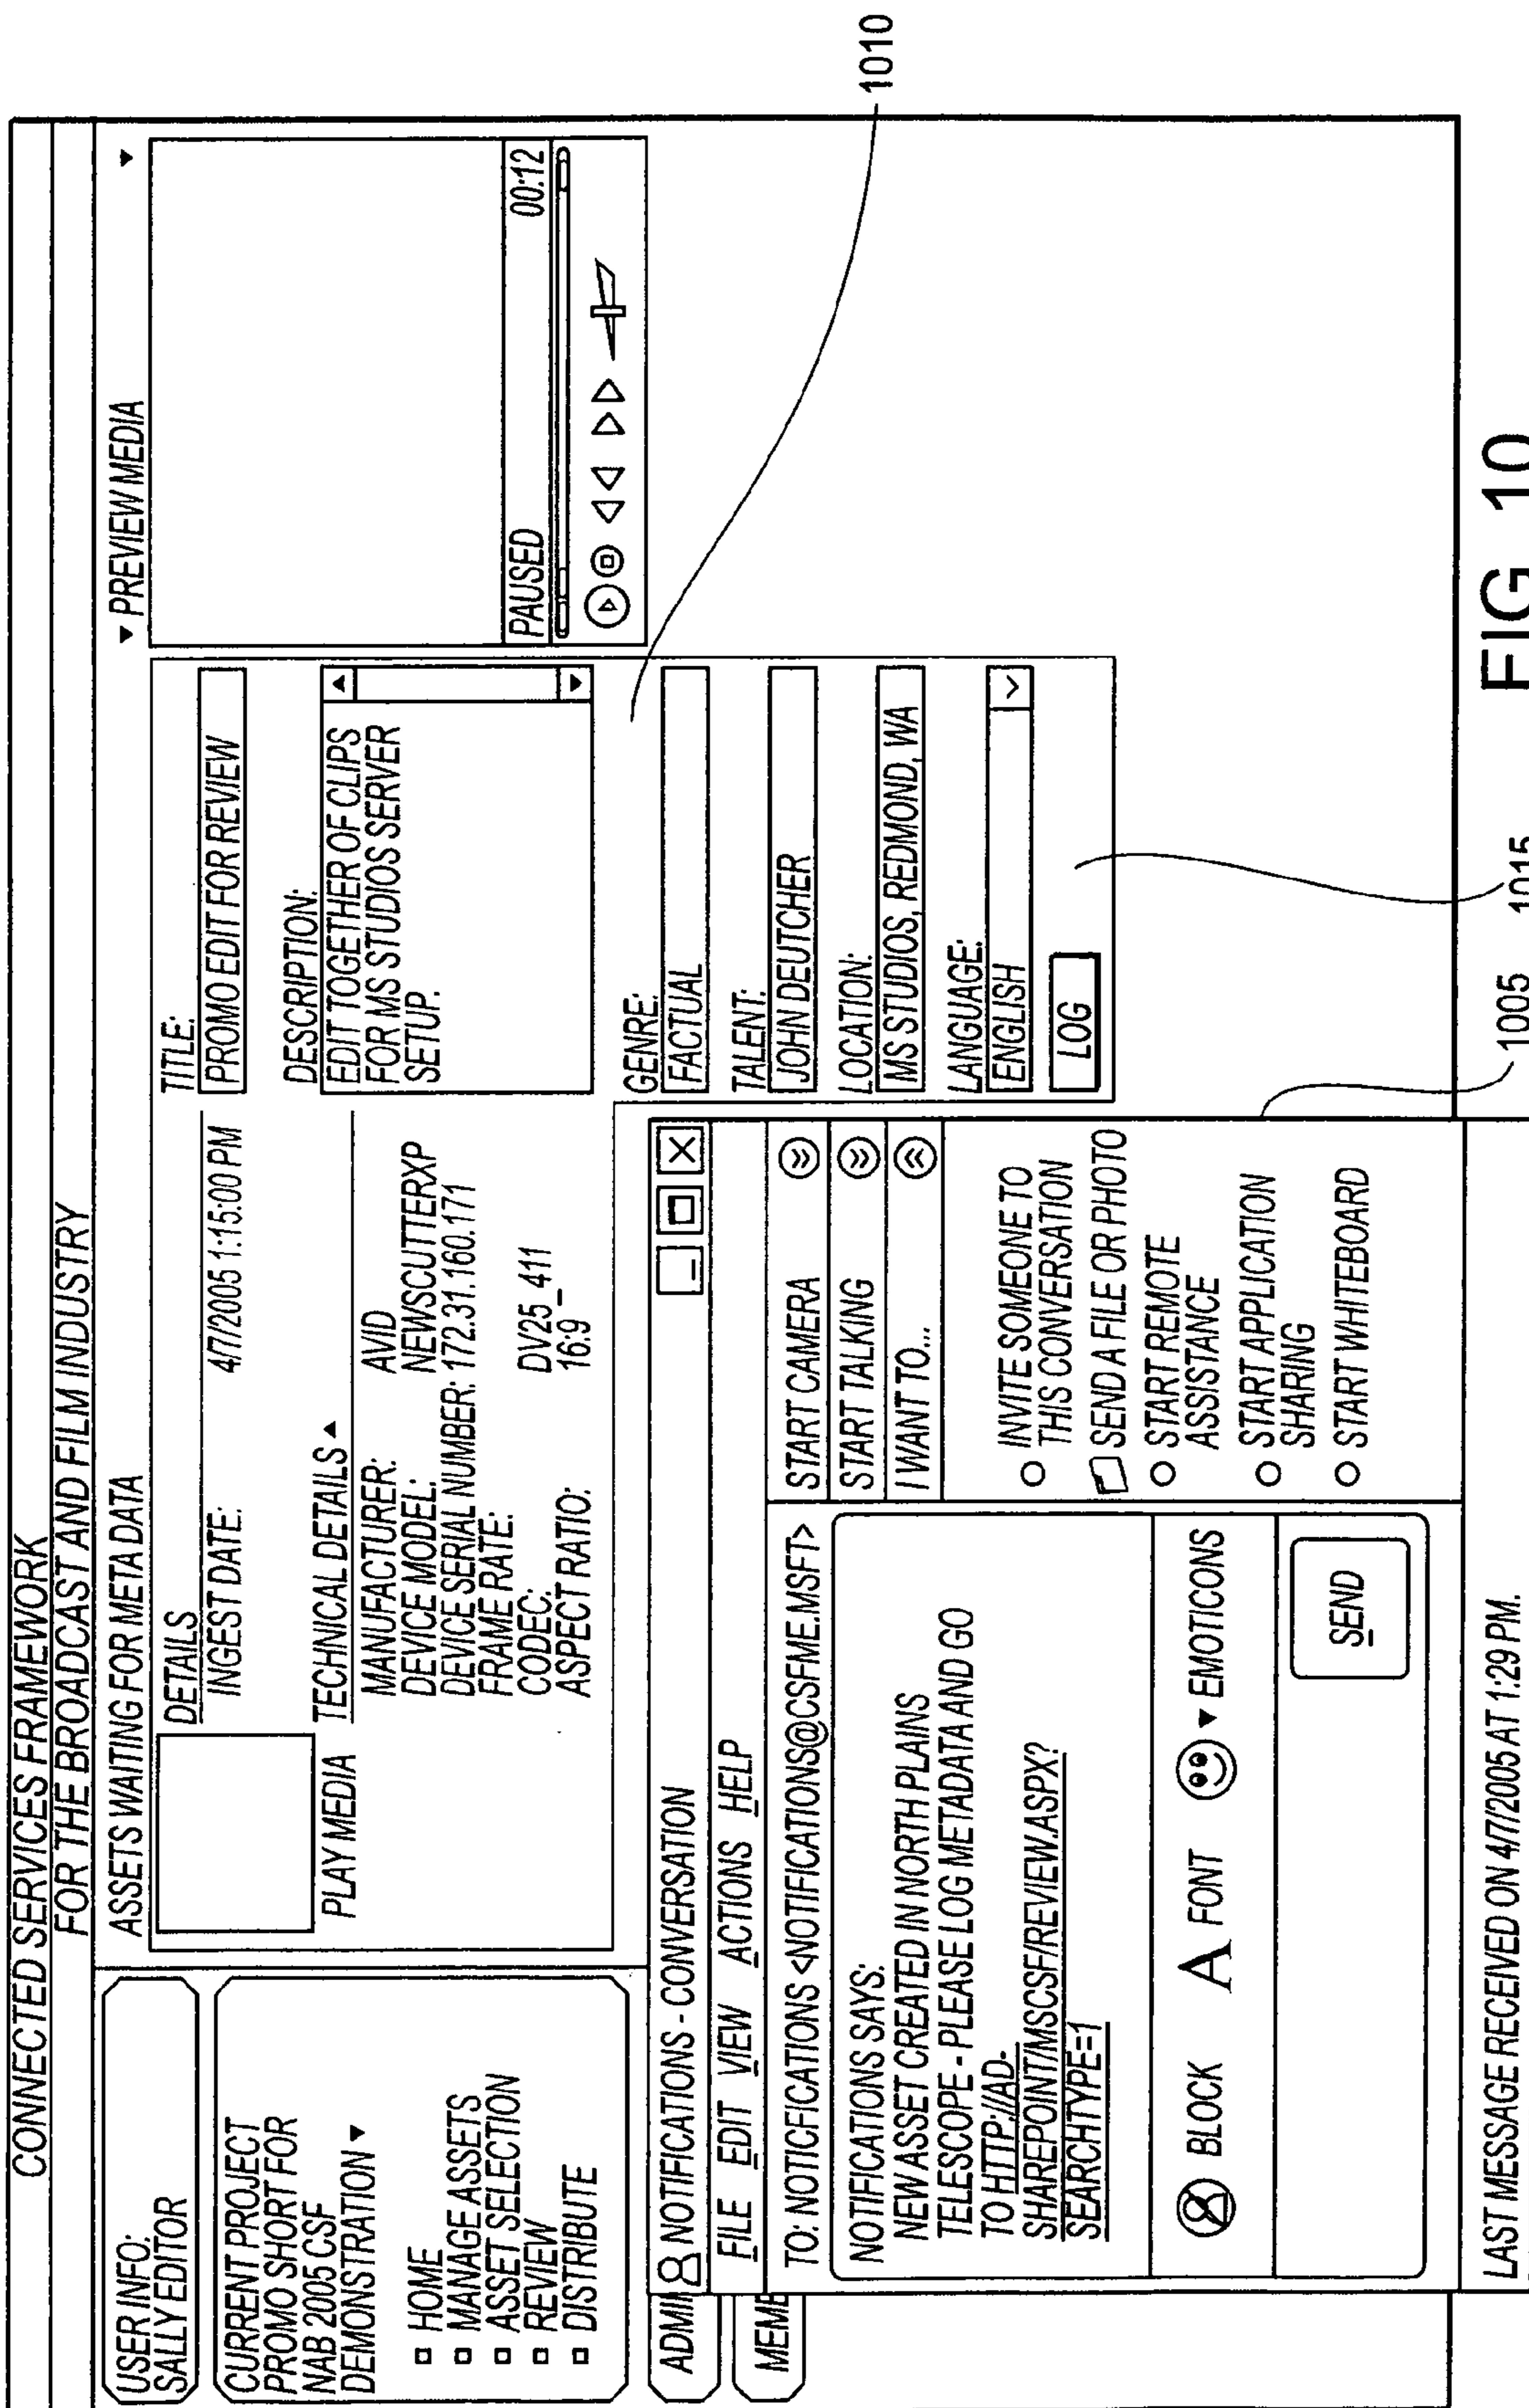 CONNECTED SERVICES FRAMEWORK
FOR THE BROADCAST AND FILM INDUSTRY
USER INFO:
SALLY EDITOR
CURRENT PROJECT
PROMO SHORT FOR
NAB 2005 CSF
DEMONSTRATION
HOME
MANAGE ASSETS
ASSET SELECTION
REVIEW
DISTRIBUTE
ADMIN
MEMB
ASSETS WAITING FOR META DATA
PLAY MEDIA
DETAILS
INGEST DATE: 4/7/2005 1:15:00 PM
TECHNICAL DETAILS
MANUFACTURER: AVID
DEVICE MODEL: NEWSCUTTERXP
DEVICE SERIAL NUMBER: 172.31.160.171
FRAME RATE:
CODEC: DV25_411
ASPECT RATIO: 16:9
TITLE:
PROMO EDIT FOR REVIEW
DESCRIPTION:
EDIT TOGETHER OF CLIPS
FOR MS STUDIOS SERVER
SETUP.
GENRE:
FACTUAL
TALENT:
JOHN DEUTCHER
LOCATION:
MS STUDIOS, REDMOND, WA
LANGUAGE:
ENGLISH
LOG
PREVIEW MEDIA
PAUSED 00:12
1010
NOTIFICATIONS - CONVERSATION
FILE EDIT VIEW ACTIONS HELP
TO: NOTICFICATIONS <NOTIFICATIONS@CSFME.MSFT>
NOTIFICATIONS SAYS:
NEW ASSET CREATED IN NORTH PLAINS
TELESCOPE - PLEASE LOG METADATA AND GO
TO HTTP://AD-
SHAREPOINT/MSCSF/REVIEW.ASPX?
SEARCHTYPE=1
BLOCK A FONT EMOTICONS
SEND
START CAMERA
START TALKING
I WANT TO...
INVITE SOMEONE TO
THIS CONVERSATION
SEND A FILE OR PHOTO
START REMOTE
ASSISTANCE
START APPLICATION
SHARING
START WHITEBOARD
LAST MESSAGE RECEIVED ON 4/7/2005 AT 1:29 PM.
1005
1015
FIG. 10